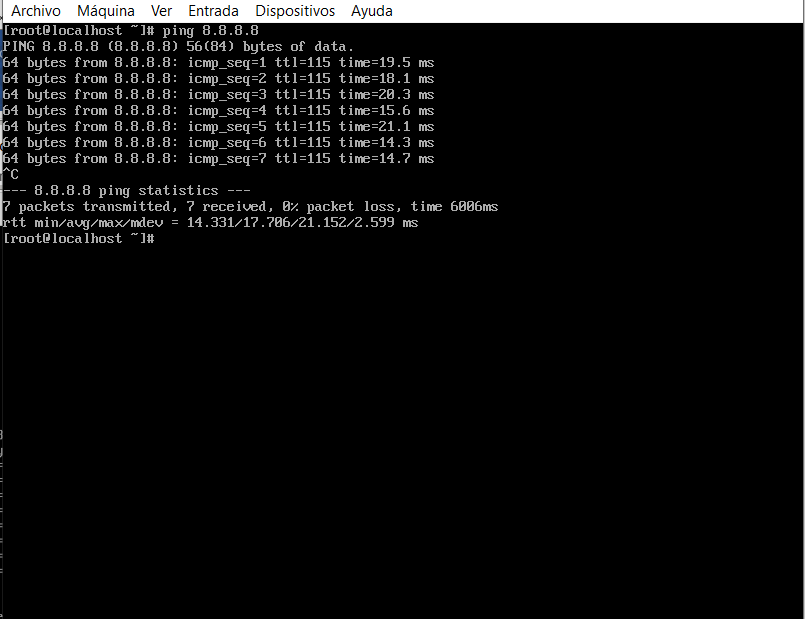 Archivo Máquina Ver Entrada Dispositivos Ayuda
[root@localhost ~]# ping 8.8.8.8
PING 8.8.8.8 (8.8.8.8) 56(84) bytes of data.
64 bytes from 8.8.8.8: icmp_seq=1 ttl=115 time=19.5 ms
64 bytes from 8.8.8.8: icmp_seq=2 ttl=115 time=18.1 ms
64 bytes from 8.8.8.8: icmp_seq=3 ttl=115 time=20.3 ms
64 bytes from 8.8.8.8: icmp_seq=4 ttl=115 time=15.6 ms
64 bytes from 8.8.8.8: icmp_seq=5 ttl=115 time=21.1 ms
64 bytes from 8.8.8.8: icmp_seq=6 ttl=115 time=14.3 ms
64 bytes from 8.8.8.8: icmp_seq=7 ttl=115 time=14.7 ms
^C
--- 8.8.8.8 ping statistics ---
7 packets transmitted, 7 received, 0% packet loss, time 6006ms
rtt min/avg/max/mdev = 14.331/17.706/21.152/2.599 ms
[root@localhost ~]#